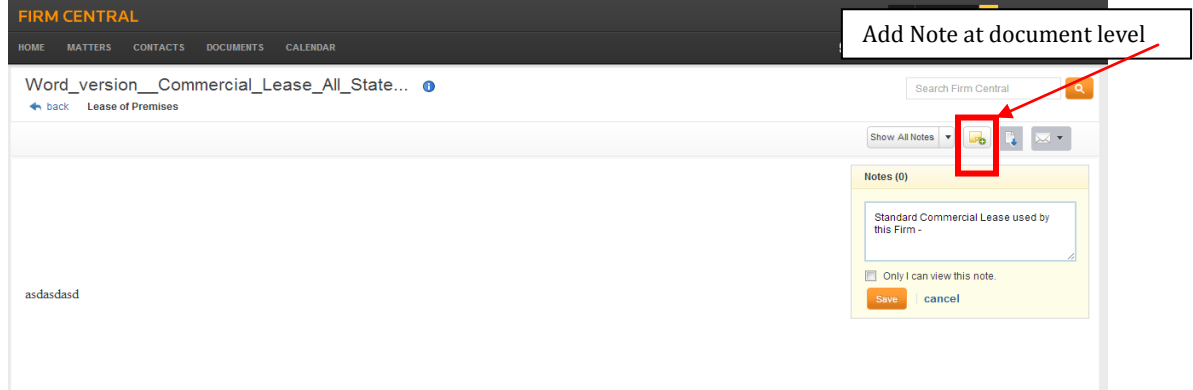 FIRM CENTRAL
Add Note at document level
HOME MATTERS CONTACTS DOCUMENTS CALENDAR
Word_version__Commercial_Lease_All_State...
Search Firm Central
back Lease of Premises
Show All Notes
Notes (0)
Standard Commercial Lease used by
this Firm -
Only I can view this note.
asdasdasd
Save cancel